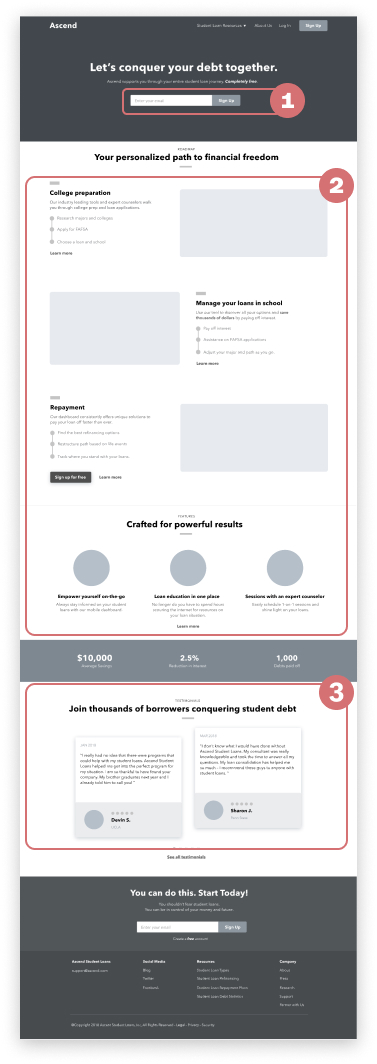 Ascend
Student Loan Resources ▾ About Us Log In Sign Up
Let's conquer your debt together.
Ascend supports you through your entire student loan journey. Completely free.
Enter your email Sign Up
1
ROADMAP
Your personalized path to financial freedom
2
College preparation
Our industry leading tools and expert counselors walk
you through college prep and loan applications.
Research majors and colleges
Apply for FAFSA
Choose a loan and school
Learn more
Manage your loans in school
Use our tool to discover all your options and save
thousands of dollars by paying off interest.
Pay off interest
Assistance on FAFSA applications
Adjust your major and path as you go
Learn more
Repayment
Our dashboard consistently offers unique solutions to
pay your loan off faster than ever.
Find the best refinancing options
Restructure path based on life events
Track where you stand with your loans.
Sign up for Free Learn more
FEATURES
Crafted for powerful results
Empower yourself on-the-go
Always stay informed on your student
loans with our mobile dashboard.
Loan education in one place
No longer do you have to spend hours
scouring the internet for resources on
your loan situation.
Sessions with an expert counselor
Easily schedule 1-on-1 sessions and
shine light on your loans.
Learn more
$10,000
Average Savings
2.5%
Reduction in Interest
1,000
Debts paid off
3
TESTIMONIALS
Join thousands of borrowers conquering student debt
"I really had no idea that there were programs that
could help with my student loans. Ascend Student
Loans helped me get into the perfect program for
my situation. I am so thankful to have found your
company. My brother graduates next year and I
already told him to call you!"
Devin S.
"I don't know what I would have done without
Ascend Student Loans. My consultant was really
knowledgeable and took the time to answer all my
questions. My loan consolidation has helped me
so much - I recommend these guys to anyone with
student loans."
Sharon J.
See all testimonials
You can do this. Start Today!
You shouldn't fear student loans.
You can be in control of your money and future.
Enter your email Sign Up
Create a free account
Ascend Student Loans
support@ascend.com
Social Media
Blog
Twitter
Facebook
Resources
Student Loan Types
Student Loan Refinancing
Student Loan Repayment Plans
Student Loan Debt Forgiven
Company
About
Press
Research
Support
Partner with Us
©Copyright 2018 Ascend Student Loans, Inc. All Rights Reserved · Legal · Privacy · Security